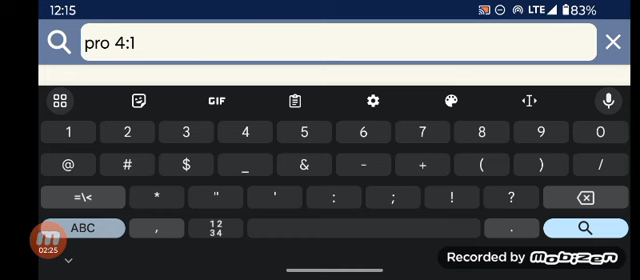 12:15 LTE 83%
pro 4:1
GIF
1 2 3 4 5 6 7 8 9 0
@ # $ _ & - + ( ) /
=\< * " ' : ; ! ?
ABC , 12 .
34
02:25
Recorded by mobizen